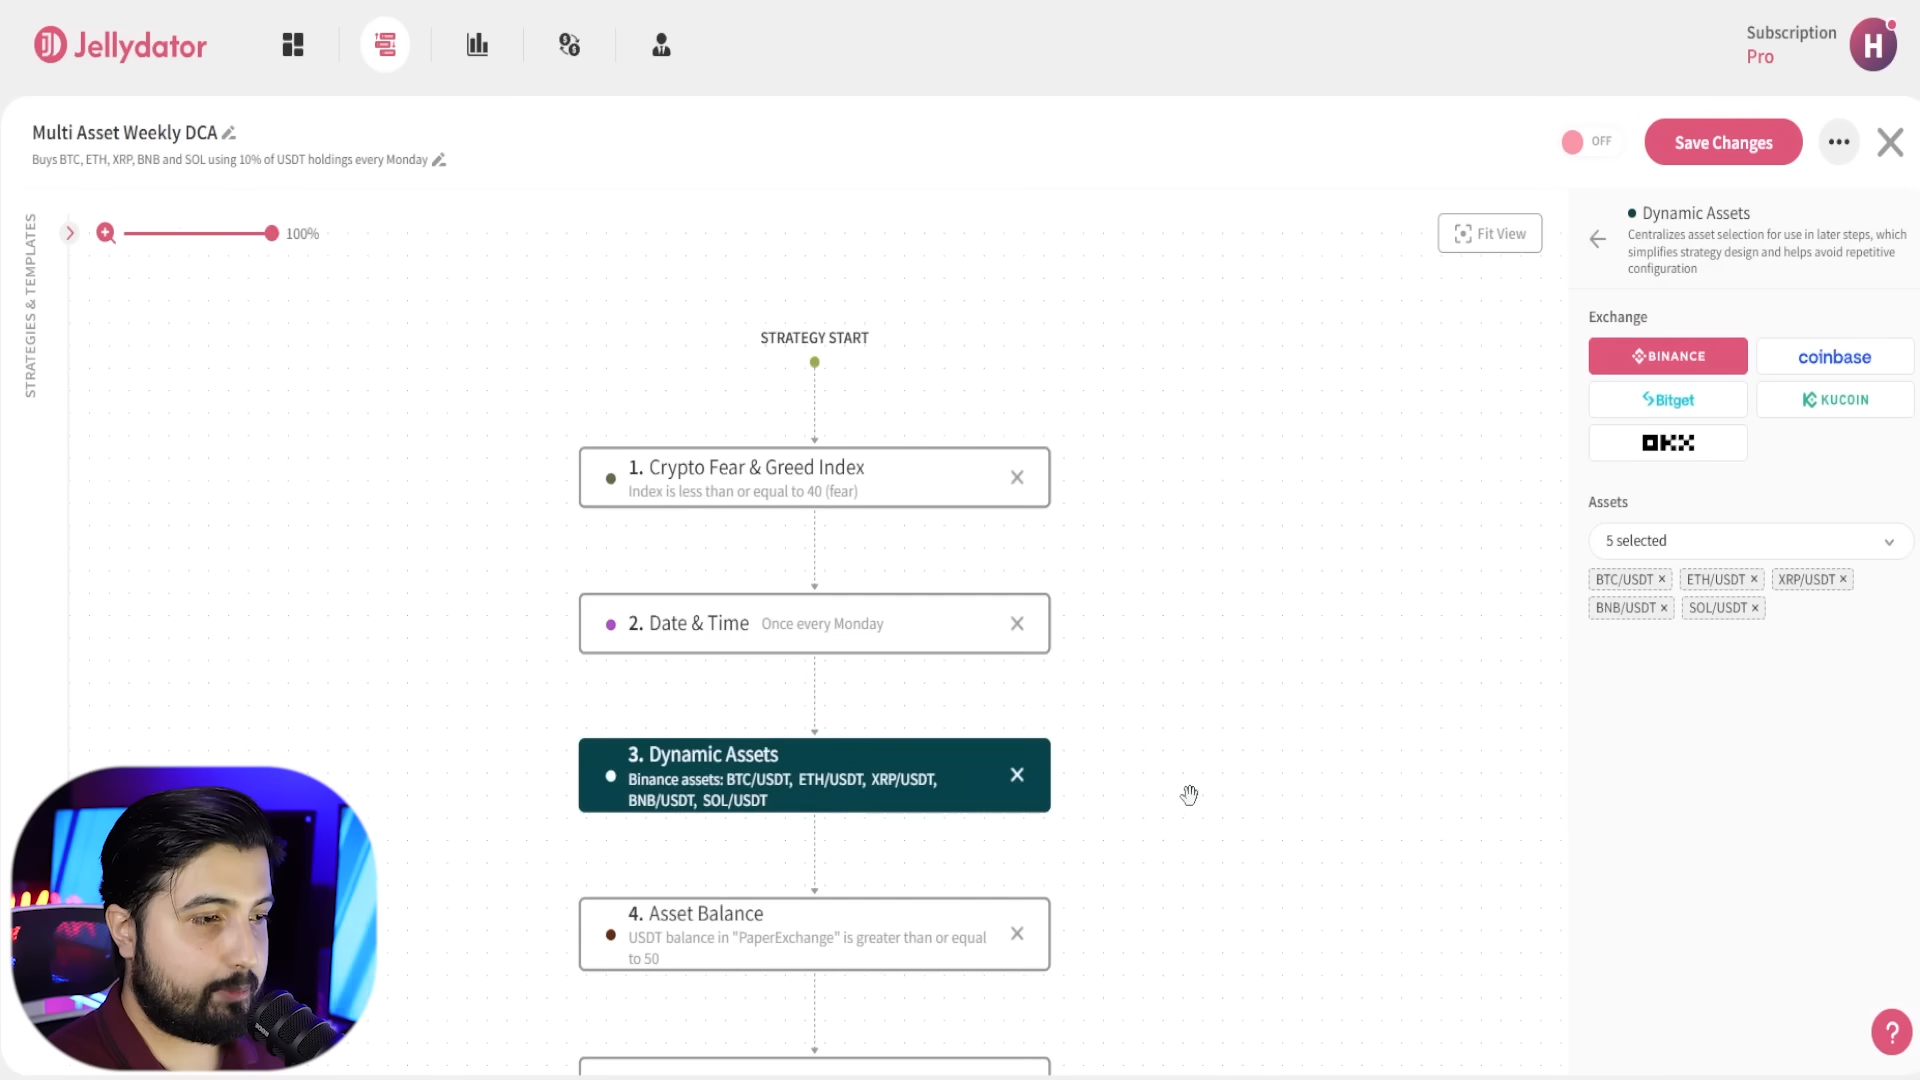 Jellydator
Subscription
Pro
H
Multi Asset Weekly DCA
Buys BTC, ETH, XRP, BNB and SOL using 10% of USDT holdings every Monday
OFF
Save Changes
STRATEGIES & TEMPLATES
100%
Fit View
STRATEGY START
1. Crypto Fear & Greed Index
Index is less than or equal to 40 (fear)
2. Date & Time Once every Monday
3. Dynamic Assets
Binance assets: BTC/USDT, ETH/USDT, XRP/USDT,
BNB/USDT, SOL/USDT
4. Asset Balance
USDT balance in "PaperExchange" is greater than or equal
to 50
Dynamic Assets
Centralizes asset selection for use in later steps, which
simplifies strategy design and helps avoid repetitive
configuration
Exchange
BINANCE
coinbase
Bitget
KUCOIN
OKX
Assets
5 selected
BTC/USDT × ETH/USDT × XRP/USDT ×
BNB/USDT × SOL/USDT ×
?